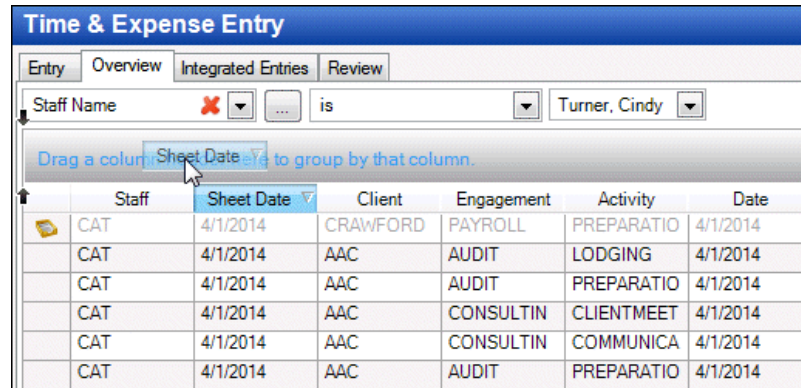 Time & Expense Entry
Entry Overview Integrated Entries Review
Staff Name ... is Turner, Cindy
Drag a column Sheet Date here to group by that column.
Staff Sheet Date Client Engagement Activity Date
CAT 4/1/2014 CRAWFORD PAYROLL PREPARATIO 4/1/2014
CAT 4/1/2014 AAC AUDIT LODGING 4/1/2014
CAT 4/1/2014 AAC AUDIT PREPARATIO 4/1/2014
CAT 4/1/2014 AAC CONSULTIN CLIENTMEET 4/1/2014
CAT 4/1/2014 AAC CONSULTIN COMMUNICA 4/1/2014
CAT 4/1/2014 AAC AUDIT PREPARATIO 4/1/2014